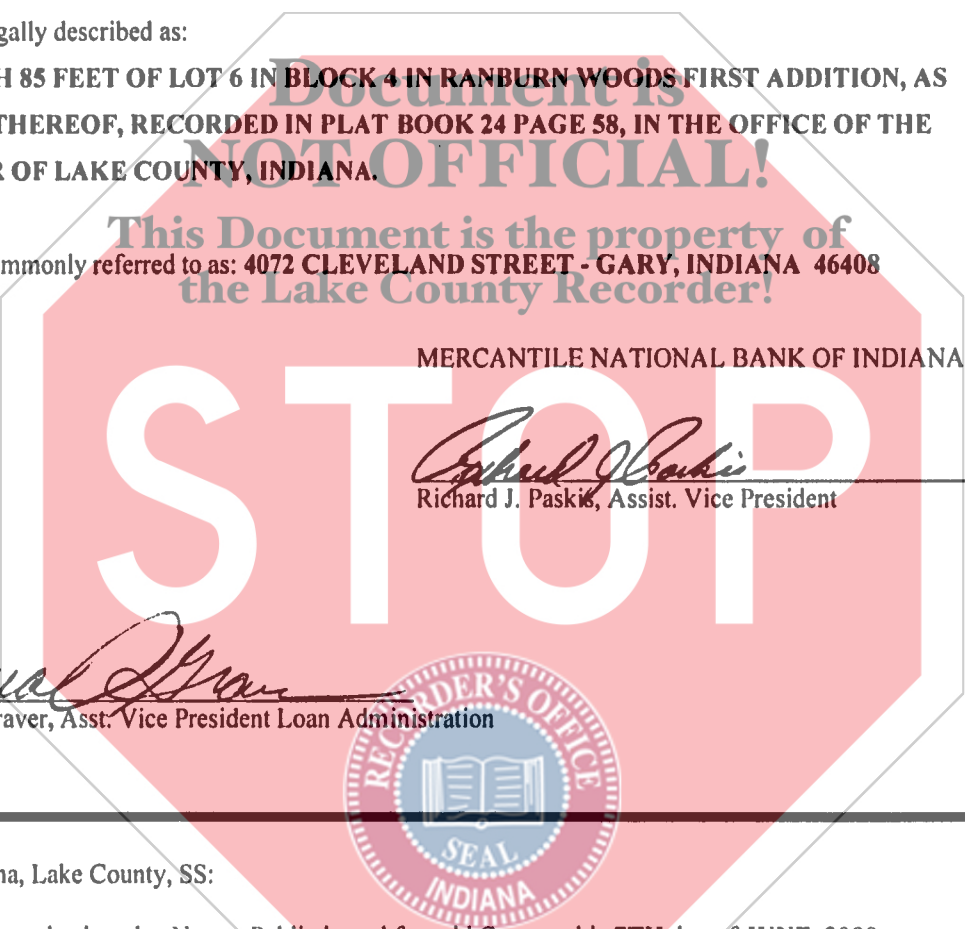 gally described as:
H 85 FEET OF LOT 6 IN BLOCK 4 IN RANBURN WOODS FIRST ADDITION, AS
THEREOF, RECORDED IN PLAT BOOK 24 PAGE 58, IN THE OFFICE OF THE
R OF LAKE COUNTY, INDIANA.
Document is
NOT OFFICIAL!
This Document is the property of
the Lake County Recorder!
mmonly referred to as: 4072 CLEVELAND STREET - GARY, INDIANA 46408
MERCANTILE NATIONAL BANK OF INDIANA
STOP
Richard J. Paskis
Richard J. Paskis, Assist. Vice President
raver, Asst. Vice President Loan Administration
RECORDER'S OFFICE
SEAL
INDIANA
na, Lake County, SS: